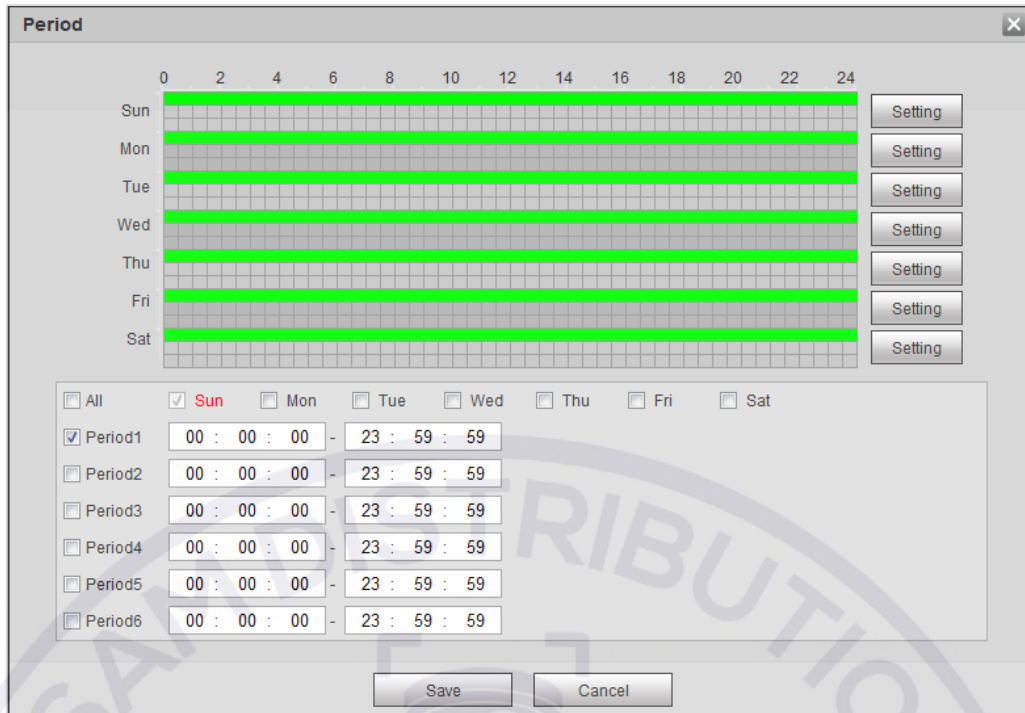 Period
0 2 4 6 8 10 12 14 16 18 20 22 24
Sun Setting
Mon Setting
Tue Setting
Wed Setting
Thu Setting
Fri Setting
Sat Setting
All Sun Mon Tue Wed Thu Fri Sat
Period1 00 : 00 : 00 - 23 : 59 : 59
Period2 00 : 00 : 00 - 23 : 59 : 59
Period3 00 : 00 : 00 - 23 : 59 : 59
Period4 00 : 00 : 00 - 23 : 59 : 59
Period5 00 : 00 : 00 - 23 : 59 : 59
Period6 00 : 00 : 00 - 23 : 59 : 59
Save Cancel